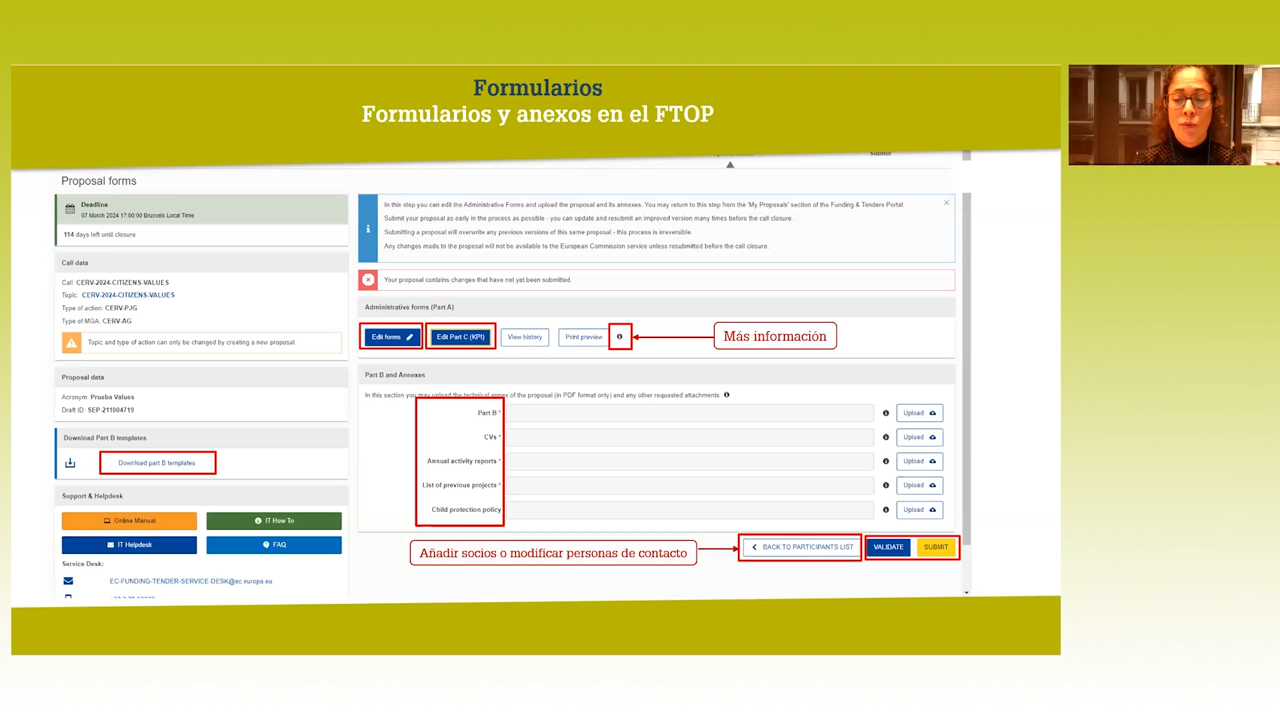 Formularios
Formularios y anexos en el FTOP
Submit
Proposal forms
Deadline
07 March 2024 17:00:00 Brussels Local Time
114 days left until closure
Call data
Call: CERV-2024-CITIZENS-VALUES
Topic: CERV-2024-CITIZENS-VALUES
Type of action: CERV-PJG
Type of MGA: CERV-AG
Topic and type of action can only be changed by creating a new proposal.
Proposal data
Acronym: Prueba Values
Draft ID: SEP-211004719
Download Part B templates
Download part B templates
Support & Helpdesk
Online Manual
IT How To
IT Helpdesk
FAQ
Service Desk:
EC-FUNDING-TENDER-SERVICE-DESK@ec.europa.eu
In this step you can edit the Administrative Forms and upload the proposal and its annexes. You may return to this step from the 'My Proposals' section of the Funding & Tenders Portal.
Submit your proposal as early in the process as possible - you can update and resubmit an improved version many times before the call closure.
Submitting a proposal will overwrite any previous versions of this same proposal - this process is irreversible.
Any changes made to the proposal will not be available to the European Commission service unless resubmitted before the call closure.
Your proposal contains changes that have not yet been submitted.
Administrative forms (Part A)
Edit forms
Edit Part C (KPI)
View history
Print preview
Más información
Part B and Annexes
In this section you may upload the technical annex of the proposal (in PDF format only) and any other requested attachments.
Part B *
Upload
CVs *
Upload
Annual activity reports *
Upload
List of previous projects *
Upload
Child protection policy
Upload
Añadir socios o modificar personas de contacto
BACK TO PARTICIPANTS LIST
VALIDATE
SUBMIT